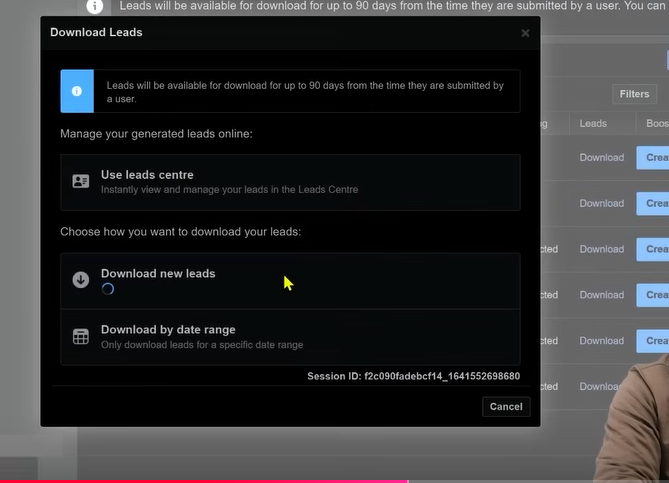 Leads will be available for download for up to 90 days from the time they are submitted by a user. You can
Download Leads
Leads will be available for download for up to 90 days from the time they are submitted by
a user.
Manage your generated leads online:
Use leads centre
Instantly view and manage your leads in the Leads Centre
Choose how you want to download your leads:
Download new leads
Download by date range
Only download leads for a specific date range
Session ID: f2c090fadebcf14_1641552698680
Cancel
Filters
ng Leads Boos
Download Crea
Download Crea
cted Download Crea
cted Download Crea
cted Download Crea
cted Download